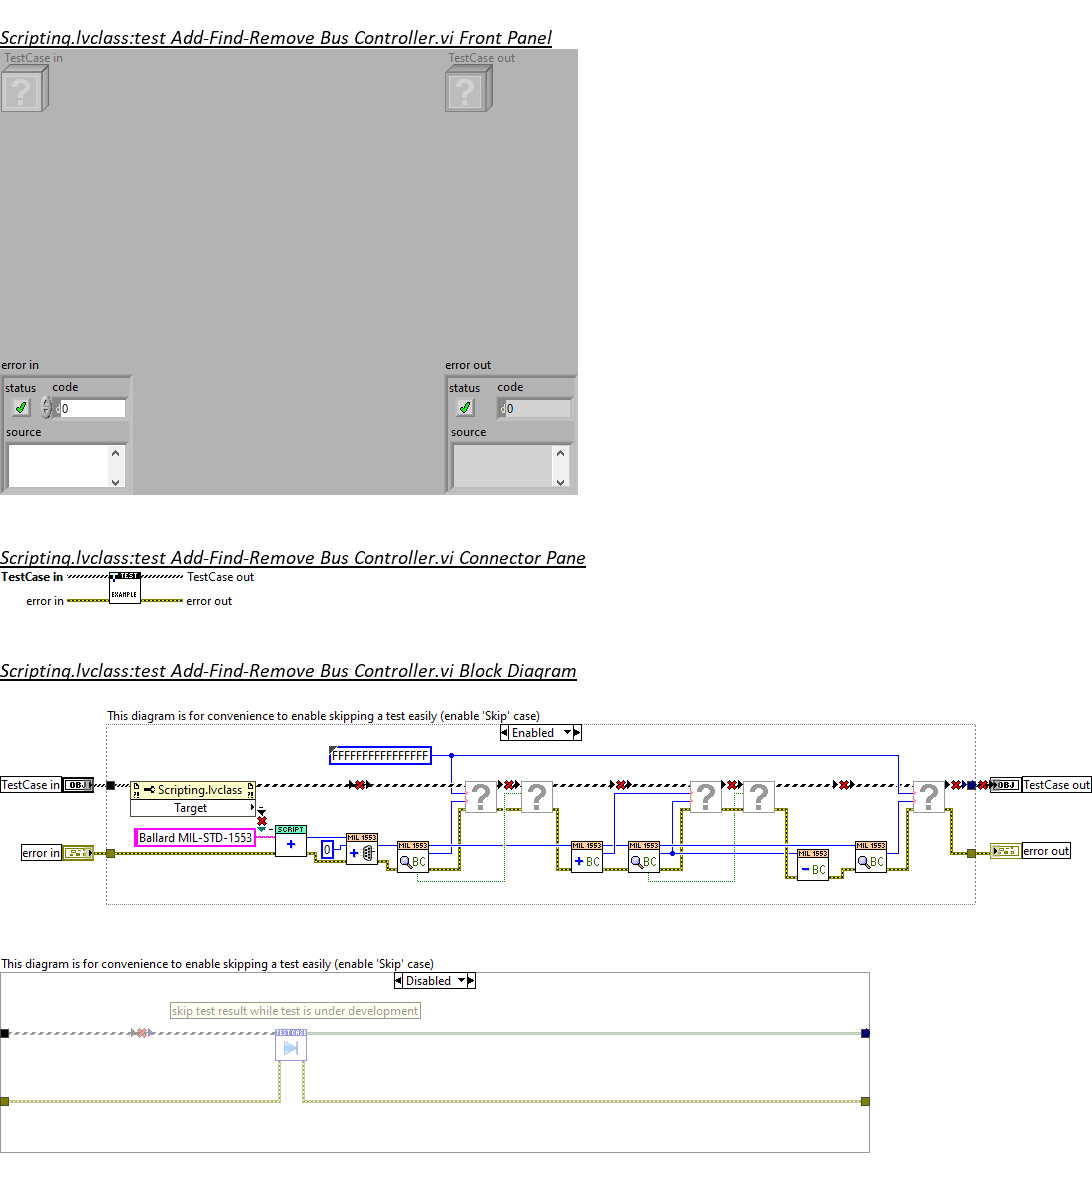 Scripting.lvclass:test Add-Find-Remove Bus Controller.vi Front Panel
TestCase in
TestCase out
?
?
error in
error out
status
code
status
code
d
0
d
0
source
source
Scripting.lvclass:test Add-Find-Remove Bus Controller.vi Connector Pane
TestCase in
TEST
TestCase out
error in
EXAMPLE
error out
Scripting.lvclass:test Add-Find-Remove Bus Controller.vi Block Diagram
This diagram is for convenience to enable skipping a test easily (enable 'Skip' case)
Enabled
FFFFFFFFFFFFFFFF
TestCase in
OBJ
Scripting.lvclass
?
?
?
?
?
OBJ
TestCase out
Target
Ballard MIL-STD-1553
SCRIPT
+
MIL 1553
0
+
MIL 1553
BC
MIL 1553
+ BC
MIL 1553
BC
MIL 1553
- BC
MIL 1553
BC
error in
error out
This diagram is for convenience to enable skipping a test easily (enable 'Skip' case)
Disabled
skip test result while test is under development
TEST CASE